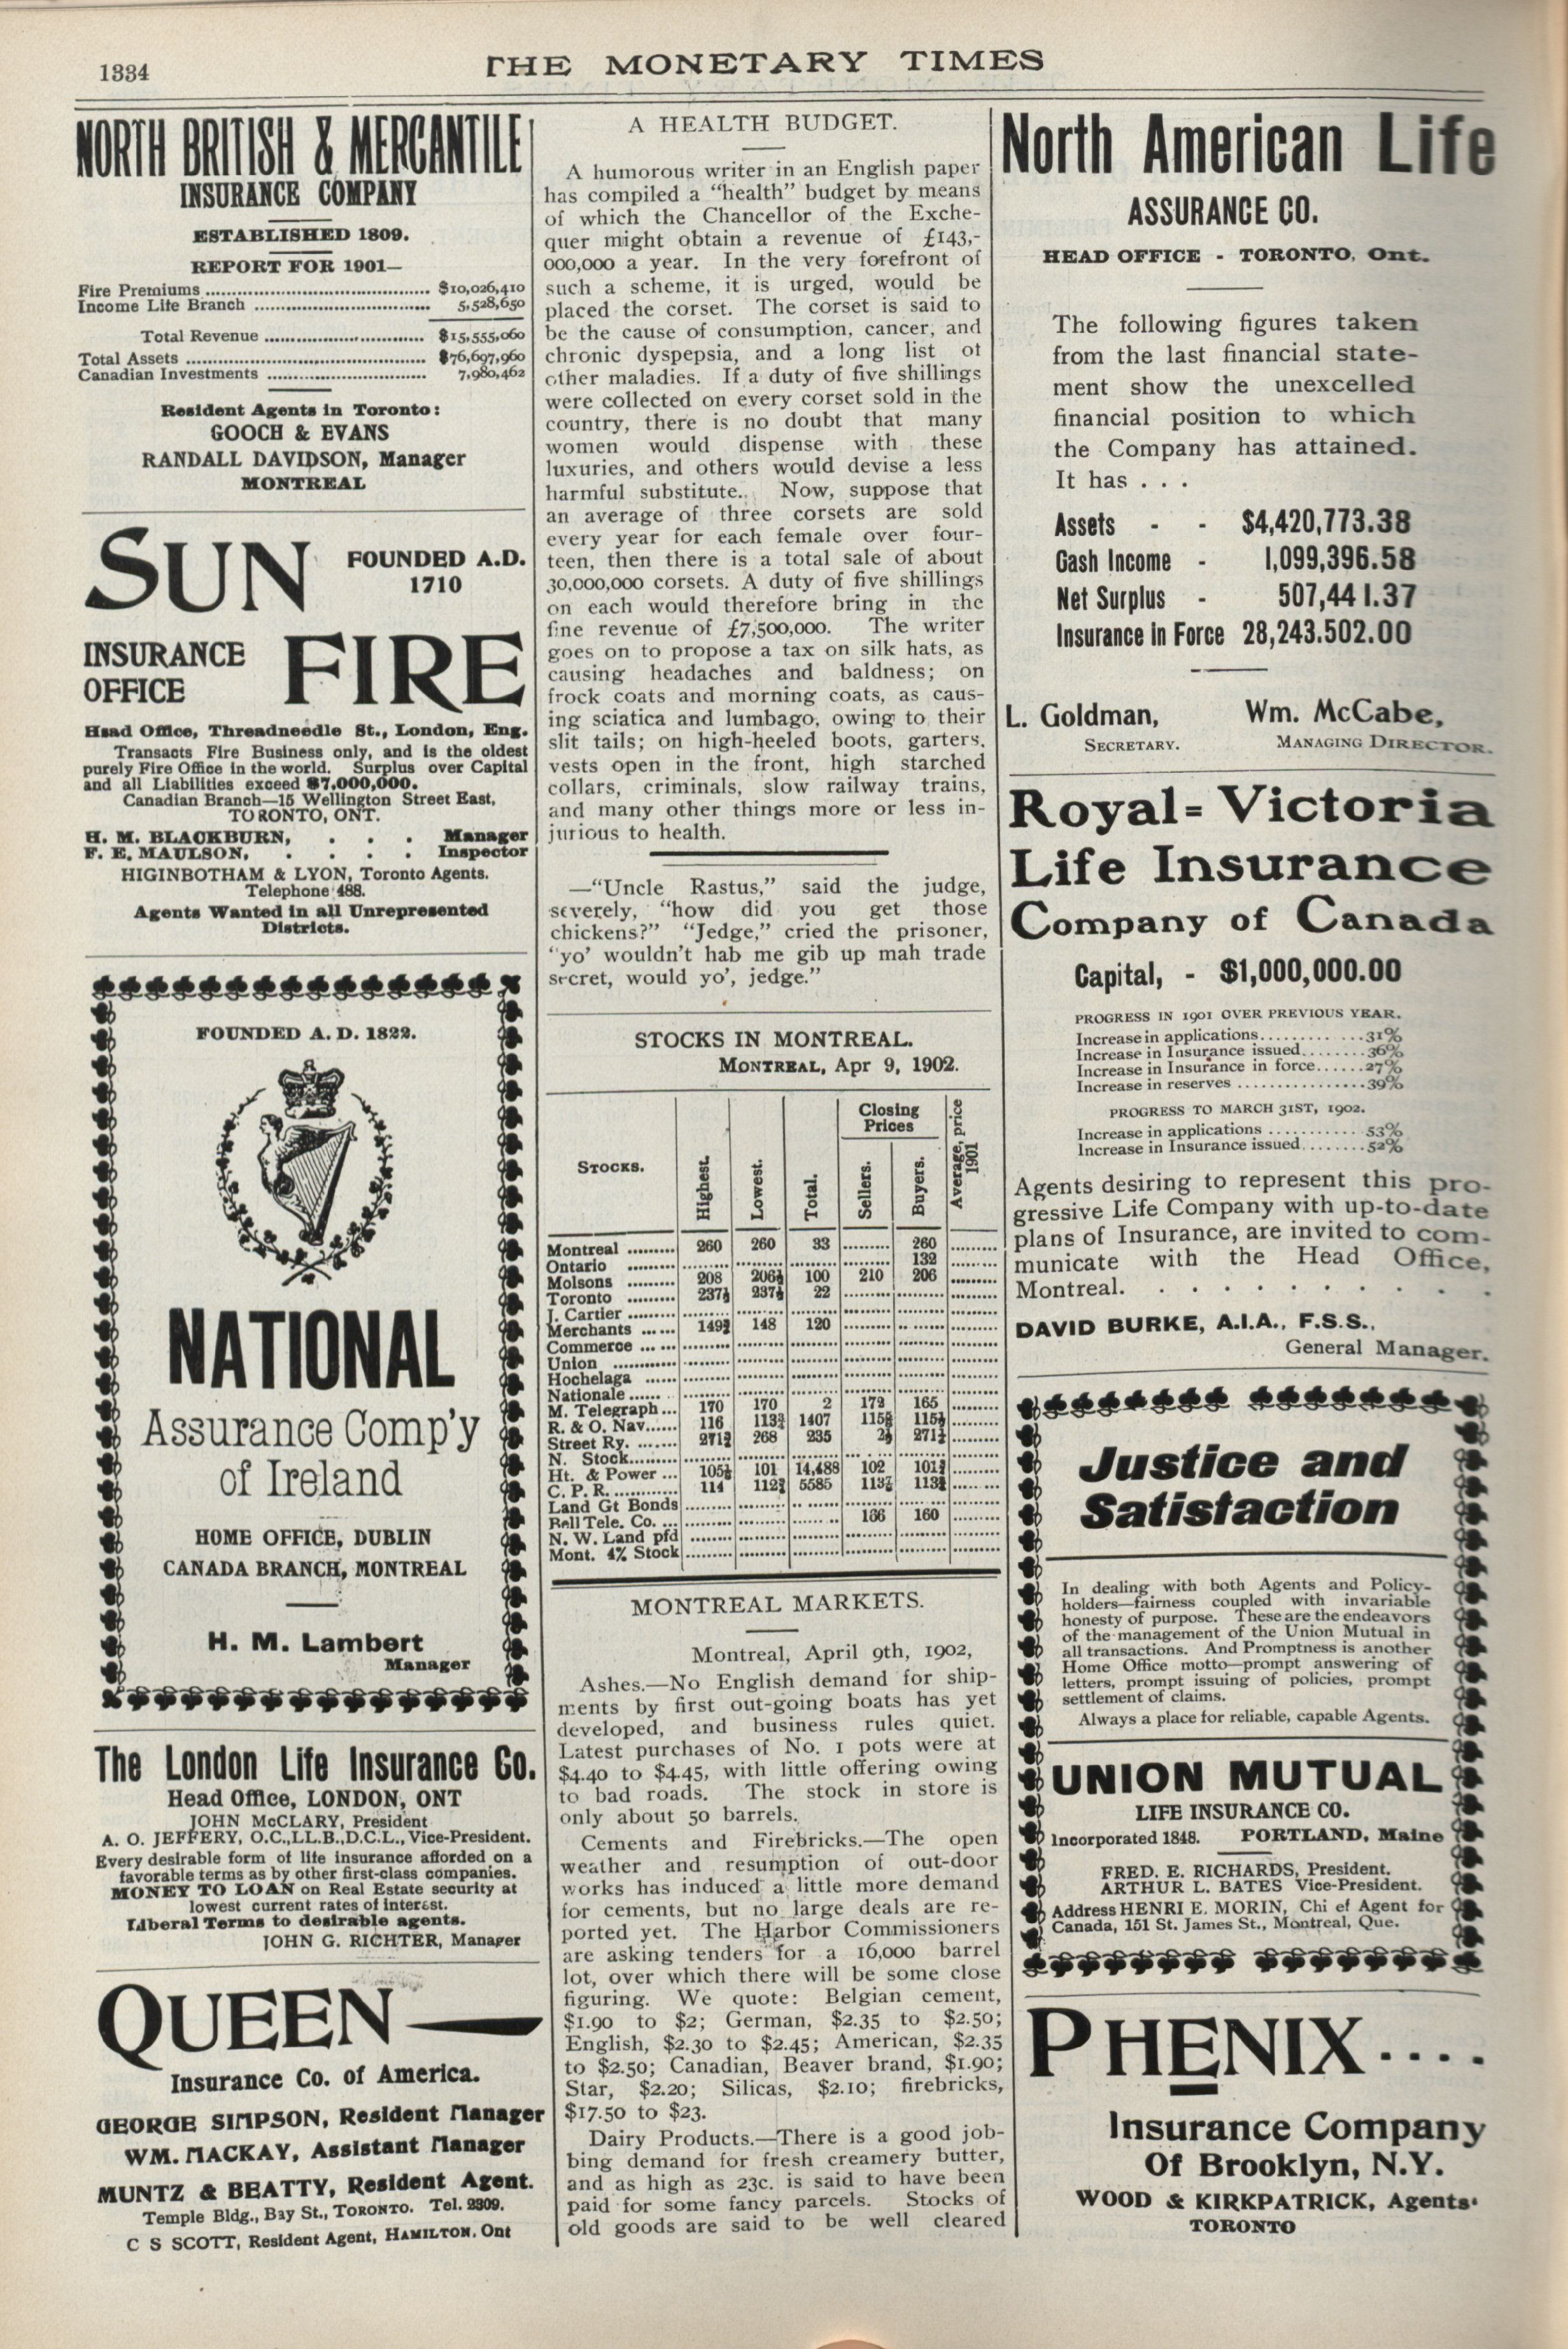 1334
THE MONETARY TIMES
NORTH BRITISH & MERCANTILE
INSURANCE COMPANY
ESTABLISHED 1809.
REPORT FOR 1901—
Fire Premiums ........ $10,026,410
Income Life Branch ........ 5,528,650
Total Revenue ........ $15,555,060
Total Assets ........ $76,697,960
Canadian Investments ........ 7,980,462
Resident Agents in Toronto:
GOOCH & EVANS
RANDALL DAVIDSON, Manager
MONTREAL
SUN
FOUNDED A.D.
1710
INSURANCE
OFFICE
FIRE
Head Office, Threadneedle St., London, Eng.
Transacts Fire Business only, and is the oldest
purely Fire Office in the world. Surplus over Capital
and all Liabilities exceed $7,000,000.
Canadian Branch—15 Wellington Street East,
TORONTO, ONT.
H. M. BLACKBURN, . . . Manager
F. E. MAULSON, . . . . Inspector
HIGINBOTHAM & LYON, Toronto Agents.
Telephone 488.
Agents Wanted in all Unrepresented
Districts.
FOUNDED A. D. 1822.
NATIONAL
Assurance Comp'y
of Ireland
HOME OFFICE, DUBLIN
CANADA BRANCH, MONTREAL
H. M. Lambert
Manager
The London Life Insurance Co.
Head Office, LONDON, ONT
JOHN McCLARY, President
A. O. JEFFERY, O.C.,LL.B.,D.C.L., Vice-President.
Every desirable form of life insurance afforded on a
favorable terms as by other first-class companies.
MONEY TO LOAN on Real Estate security at
lowest current rates of interest.
Liberal Terms to desirable agents.
JOHN G. RICHTER, Manager
QUEEN
Insurance Co. of America.
GEORGE SIMPSON, Resident Manager
WM. MACKAY, Assistant Manager
MUNTZ & BEATTY, Resident Agent.
Temple Bldg., Bay St., TORONTO. Tel. 2309.
C S SCOTT, Resident Agent, HAMILTON, Ont
A HEALTH BUDGET.
A humorous writer in an English paper
has compiled a "health" budget by means
of which the Chancellor of the Exche-
quer might obtain a revenue of £143,-
000,000 a year. In the very forefront of
such a scheme, it is urged, would be
placed the corset. The corset is said to
be the cause of consumption, cancer, and
chronic dyspepsia, and a long list of
other maladies. If a duty of five shillings
were collected on every corset sold in the
country, there is no doubt that many
women would dispense with these
luxuries, and others would devise a less
harmful substitute. Now, suppose that
an average of three corsets are sold
every year for each female over four-
teen, then there is a total sale of about
30,000,000 corsets. A duty of five shillings
on each would therefore bring in the
fine revenue of £7,500,000. The writer
goes on to propose a tax on silk hats, as
causing headaches and baldness; on
frock coats and morning coats, as caus-
ing sciatica and lumbago, owing to their
slit tails; on high-heeled boots, garters,
vests open in the front, high starched
collars, criminals, slow railway trains,
and many other things more or less in-
jurious to health.
—"Uncle Rastus," said the judge,
severely, "how did you get those
chickens?" "Jedge," cried the prisoner,
"yo' wouldn't hab me gib up mah trade
secret, would yo', jedge."
STOCKS IN MONTREAL.
MONTREAL, Apr 9, 1902.
STOCKS. Highest. Lowest. Total. Closing Prices Sellers. Buyers. Average, price 1901
Montreal ......... 260 260 33 ......... 260 .........
Ontario ......... ......... ......... ......... ......... 132 .........
Molsons ......... 208 206½ 100 210 206 .........
Toronto ......... 237½ 237½ 22 ......... ......... .........
J. Cartier ......... ......... ......... ......... ......... ......... .........
Merchants ...... 149¾ 148 120 ......... ......... .........
Commerce ...... ......... ......... ......... ......... ......... .........
Union ............ ......... ......... ......... ......... ......... .........
Hochelaga ...... ......... ......... ......... ......... ......... .........
Nationale...... ......... ......... ......... ......... ......... .........
M. Telegraph... 170 170 2 172 165 .........
R. & O. Nav...... 116 113¾ 1407 115⅝ 115½ .........
Street Ry. ....... 271¾ 268 235 2½ 271½ .........
N. Stock......... ......... ......... ......... ......... ......... .........
Ht. & Power ... 105½ 101 14,488 102 101¾ .........
C. P. R. ............ 114 112¾ 5585 113⅞ 113¾ .........
Land Gt Bonds ......... ......... ......... ......... ......... .........
Bell Tele. Co. ... ......... ......... ......... 166 160 .........
N. W. Land pfd ......... ......... ......... ......... ......... .........
Mont. 4% Stock ......... ......... ......... ......... ......... .........
MONTREAL MARKETS.
Montreal, April 9th, 1902,
Ashes.—No English demand for ship-
ments by first out-going boats has yet
developed, and business rules quiet.
Latest purchases of No. 1 pots were at
$4.40 to $4.45, with little offering owing
to bad roads. The stock in store is
only about 50 barrels.
Cements and Firebricks.—The open
weather and resumption of out-door
works has induced a little more demand
for cements, but no large deals are re-
ported yet. The Harbor Commissioners
are asking tenders for a 16,000 barrel
lot, over which there will be some close
figuring. We quote: Belgian cement,
$1.90 to $2; German, $2.35 to $2.50;
English, $2.30 to $2.45; American, $2.35
to $2.50; Canadian, Beaver brand, $1.90;
Star, $2.20; Silicas, $2.10; firebricks,
$17.50 to $23.
Dairy Products.—There is a good job-
bing demand for fresh creamery butter,
and as high as 23c. is said to have been
paid for some fancy parcels. Stocks of
old goods are said to be well cleared
North American Life
ASSURANCE CO.
HEAD OFFICE - TORONTO, Ont.
The following figures taken
from the last financial state-
ment show the unexcelled
financial position to which
the Company has attained.
It has . . .
Assets - - $4,420,773.38
Cash Income - 1,099,396.58
Net Surplus - 507,441.37
Insurance in Force 28,243.502.00
L. Goldman, Wm. McCabe,
SECRETARY. MANAGING DIRECTOR.
Royal=Victoria
Life Insurance
Company of Canada
Capital, - $1,000,000.00
PROGRESS IN 1901 OVER PREVIOUS YEAR.
Increase in applications.............31%
Increase in Insurance issued........36%
Increase in Insurance in force......27%
Increase in reserves ................39%
PROGRESS TO MARCH 31ST, 1902.
Increase in applications ........... 53%
Increase in Insurance issued........52%
Agents desiring to represent this pro-
gressive Life Company with up-to-date
plans of Insurance, are invited to com-
municate with the Head Office,
Montreal. . . . . . . . . . .
DAVID BURKE, A.I.A., F.S.S.,
General Manager.
Justice and
Satisfaction
In dealing with both Agents and Policy-
holders—fairness coupled with invariable
honesty of purpose. These are the endeavors
of the management of the Union Mutual in
all transactions. And Promptness is another
Home Office motto—prompt answering of
letters, prompt issuing of policies, prompt
settlement of claims.
Always a place for reliable, capable Agents.
UNION MUTUAL
LIFE INSURANCE CO.
Incorporated 1848. PORTLAND, Maine
FRED. E. RICHARDS, President.
ARTHUR L. BATES Vice-President.
Address HENRI E. MORIN, Chi ef Agent for
Canada, 151 St. James St., Montreal, Que.
PHENIX....
Insurance Company
Of Brooklyn, N.Y.
WOOD & KIRKPATRICK, Agents.
TORONTO